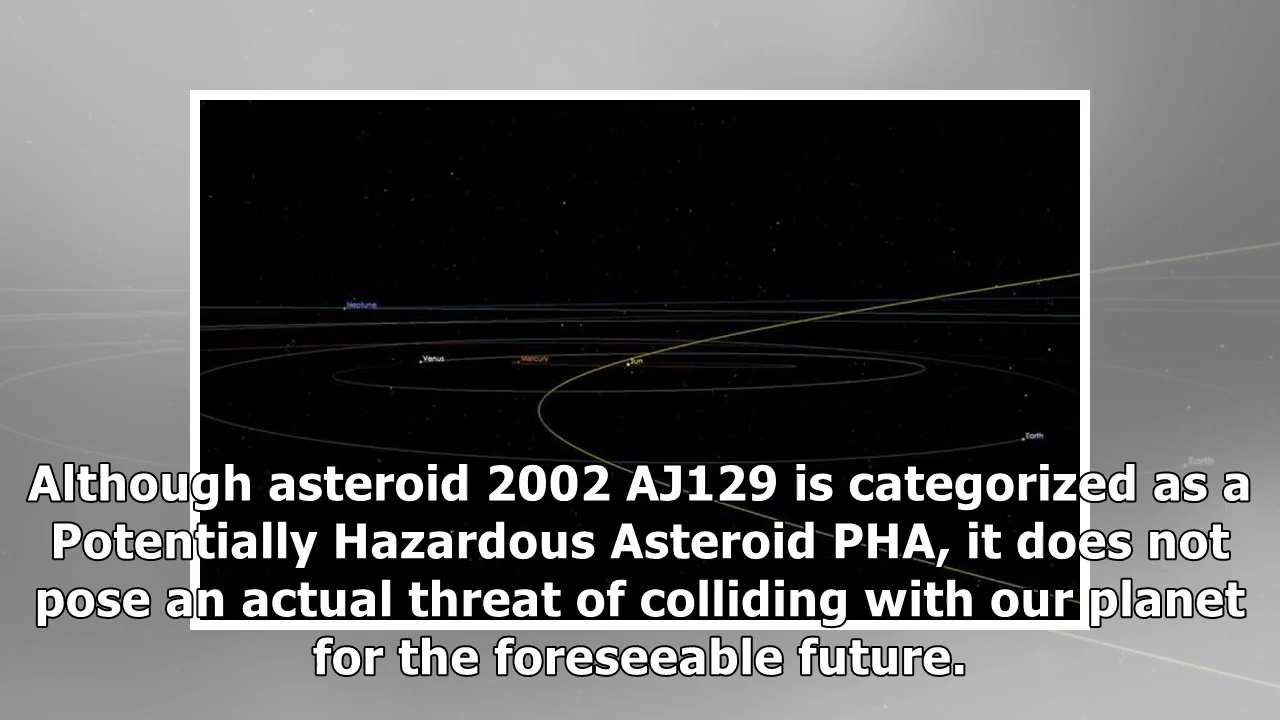 Neptune
Venus
Mercury
Sun
Earth
Earth
Although asteroid 2002 AJ129 is categorized as a
Potentially Hazardous Asteroid PHA, it does not
pose an actual threat of colliding with our planet
for the foreseeable future.